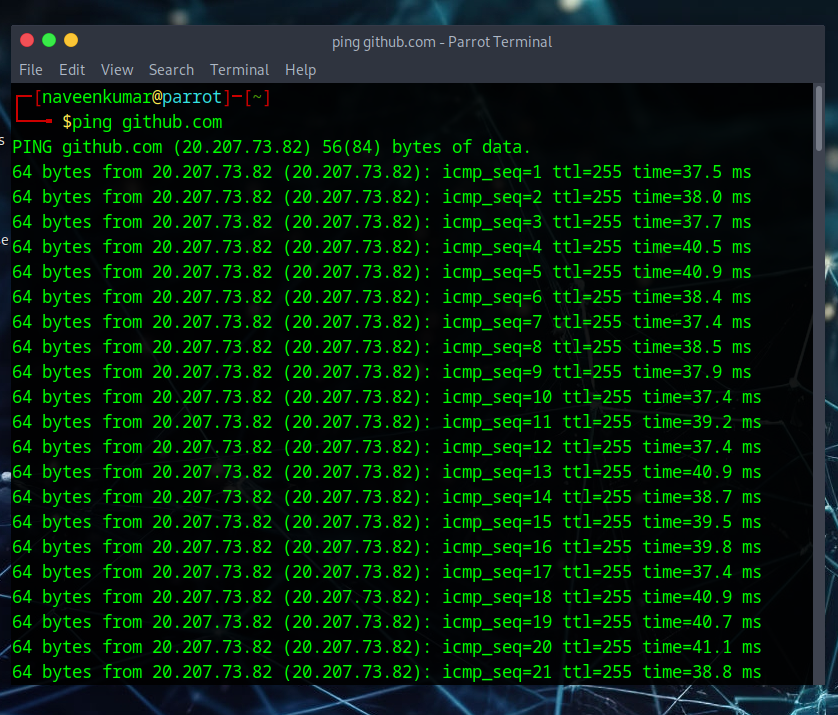 ping github.com - Parrot Terminal
File Edit View Search Terminal Help
s
e
┌─[naveenkumar@parrot]─[~]
└──╼ $ping github.com
PING github.com (20.207.73.82) 56(84) bytes of data.
64 bytes from 20.207.73.82 (20.207.73.82): icmp_seq=1 ttl=255 time=37.5 ms
64 bytes from 20.207.73.82 (20.207.73.82): icmp_seq=2 ttl=255 time=38.0 ms
64 bytes from 20.207.73.82 (20.207.73.82): icmp_seq=3 ttl=255 time=37.7 ms
64 bytes from 20.207.73.82 (20.207.73.82): icmp_seq=4 ttl=255 time=40.5 ms
64 bytes from 20.207.73.82 (20.207.73.82): icmp_seq=5 ttl=255 time=40.9 ms
64 bytes from 20.207.73.82 (20.207.73.82): icmp_seq=6 ttl=255 time=38.4 ms
64 bytes from 20.207.73.82 (20.207.73.82): icmp_seq=7 ttl=255 time=37.4 ms
64 bytes from 20.207.73.82 (20.207.73.82): icmp_seq=8 ttl=255 time=38.5 ms
64 bytes from 20.207.73.82 (20.207.73.82): icmp_seq=9 ttl=255 time=37.9 ms
64 bytes from 20.207.73.82 (20.207.73.82): icmp_seq=10 ttl=255 time=37.4 ms
64 bytes from 20.207.73.82 (20.207.73.82): icmp_seq=11 ttl=255 time=39.2 ms
64 bytes from 20.207.73.82 (20.207.73.82): icmp_seq=12 ttl=255 time=37.4 ms
64 bytes from 20.207.73.82 (20.207.73.82): icmp_seq=13 ttl=255 time=40.9 ms
64 bytes from 20.207.73.82 (20.207.73.82): icmp_seq=14 ttl=255 time=38.7 ms
64 bytes from 20.207.73.82 (20.207.73.82): icmp_seq=15 ttl=255 time=39.5 ms
64 bytes from 20.207.73.82 (20.207.73.82): icmp_seq=16 ttl=255 time=39.8 ms
64 bytes from 20.207.73.82 (20.207.73.82): icmp_seq=17 ttl=255 time=37.4 ms
64 bytes from 20.207.73.82 (20.207.73.82): icmp_seq=18 ttl=255 time=40.9 ms
64 bytes from 20.207.73.82 (20.207.73.82): icmp_seq=19 ttl=255 time=40.7 ms
64 bytes from 20.207.73.82 (20.207.73.82): icmp_seq=20 ttl=255 time=41.1 ms
64 bytes from 20.207.73.82 (20.207.73.82): icmp_seq=21 ttl=255 time=38.8 ms